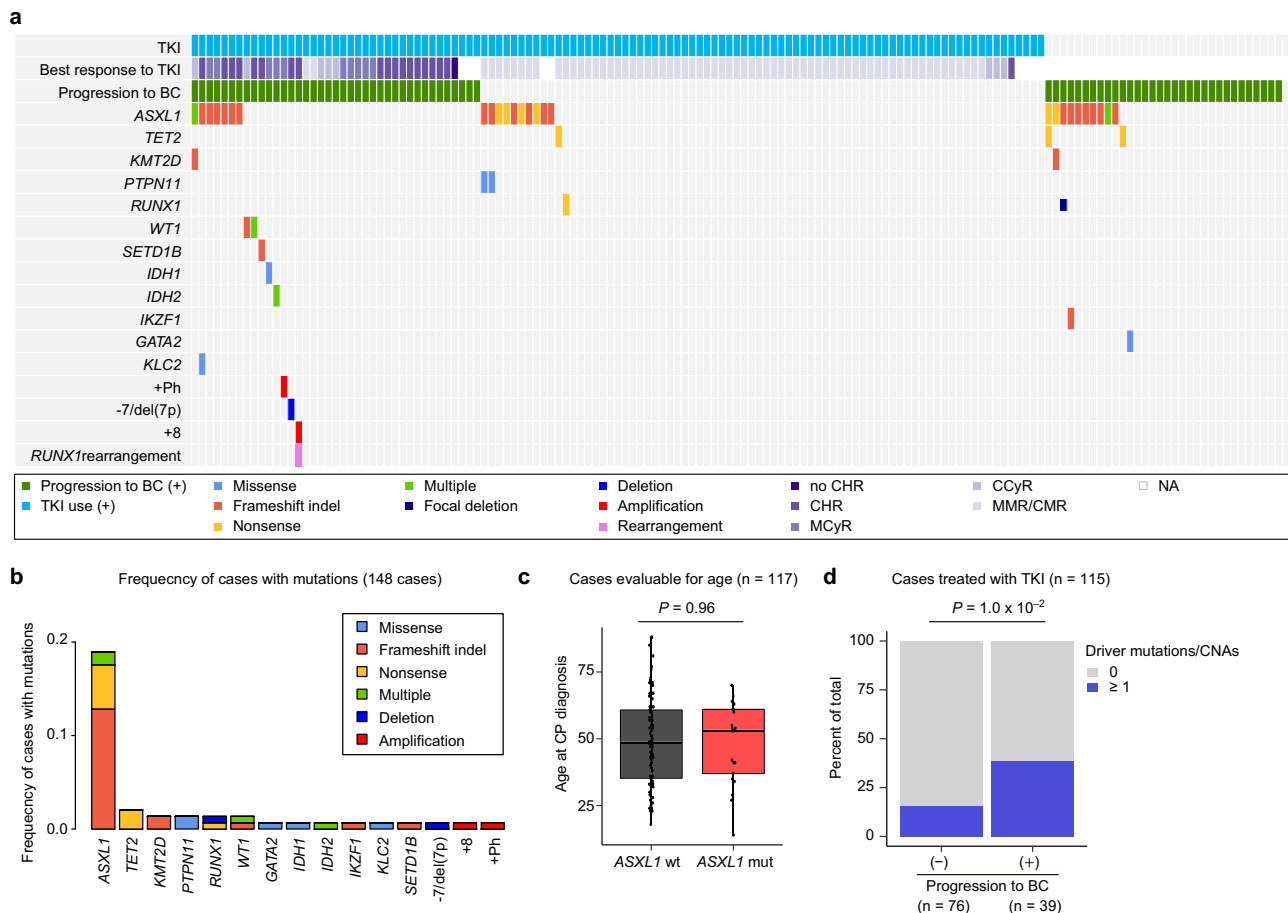 a
TKI
Best response to TKI
Progression to BC
ASXL1
TET2
KMT2D
PTPN11
RUNX1
WT1
SETD1B
IDH1
IDH2
IKZF1
GATA2
KLC2
+Ph
-7/del(7p)
+8
RUNX1rearrangement
Progression to BC (+)
TKI use (+)
Missense
Frameshift indel
Nonsense
Multiple
Focal deletion
Deletion
Amplification
Rearrangement
no CHR
CHR
MCyR
CCyR
MMR/CMR
NA
b
Frequecncy of cases with mutations (148 cases)
Frequecncy of cases with mutations
0.2
0.1
0.0
Missense
Frameshift indel
Nonsense
Multiple
Deletion
Amplification
ASXL1
TET2
KMT2D
PTPN11
RUNX1
WT1
GATA2
IDH1
IDH2
IKZF1
KLC2
SETD1B
-7/del(7p)
+8
+Ph
c
Cases evaluable for age (n = 117)
P = 0.96
Age at CP diagnosis
75
50
25
ASXL1 wt
ASXL1 mut
d
Cases treated with TKI (n = 115)
P = 1.0 x 10⁻²
Percent of total
100
75
50
25
0
Driver mutations/CNAs
0
≥ 1
(−)
(+)
Progression to BC
(n = 76)
(n = 39)